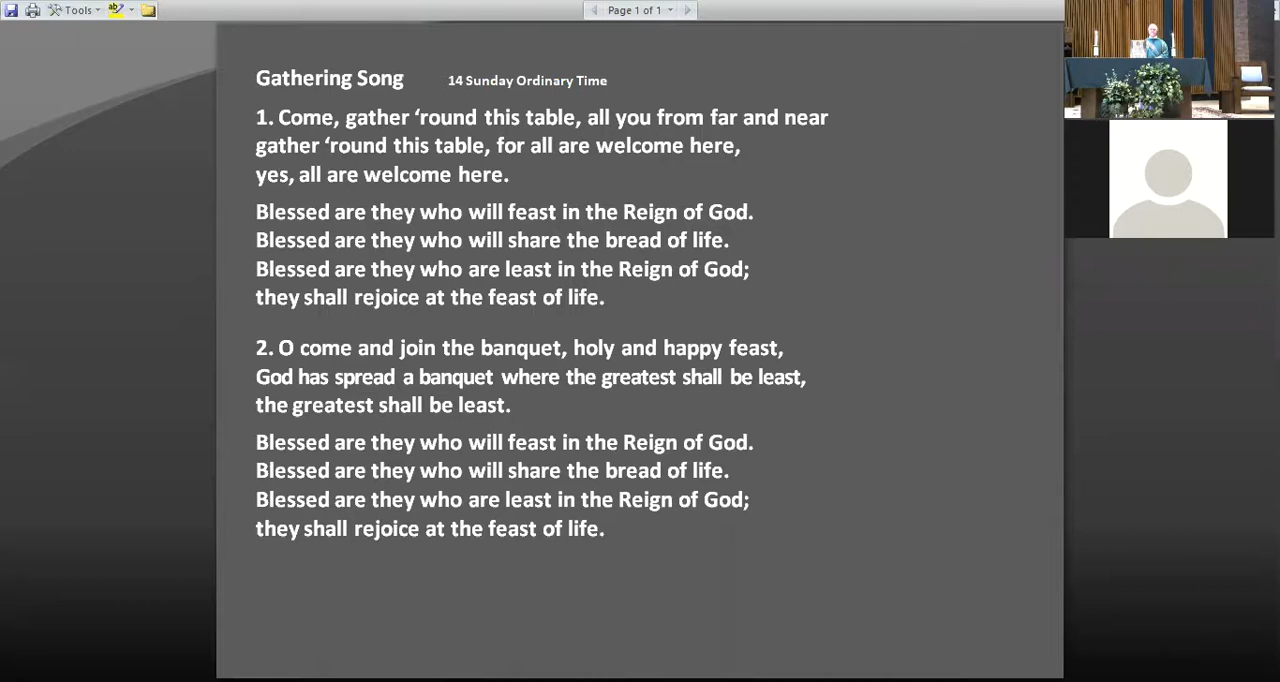 Tools
Page 1 of 1
Gathering Song 14 Sunday Ordinary Time
1. Come, gather ‘round this table, all you from far and near
gather ‘round this table, for all are welcome here,
yes, all are welcome here.
Blessed are they who will feast in the Reign of God.
Blessed are they who will share the bread of life.
Blessed are they who are least in the Reign of God;
they shall rejoice at the feast of life.
2. O come and join the banquet, holy and happy feast,
God has spread a banquet where the greatest shall be least,
the greatest shall be least.
Blessed are they who will feast in the Reign of God.
Blessed are they who will share the bread of life.
Blessed are they who are least in the Reign of God;
they shall rejoice at the feast of life.